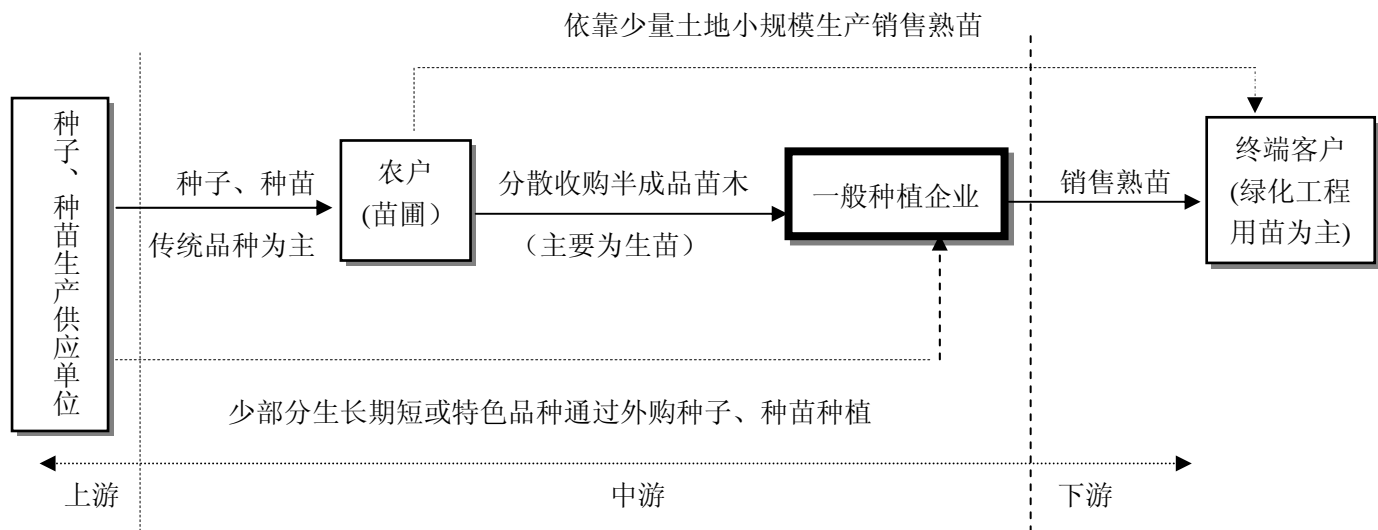 依靠少量土地小规模生产销售熟苗
种子、种苗生产供应单位
种子、种苗
传统品种为主
农户
(苗圃）
分散收购半成品苗木
（主要为生苗）
一般种植企业
销售熟苗
终端客户
(绿化工程
用苗为主)
少部分生长期短或特色品种通过外购种子、种苗种植
上游
中游
下游